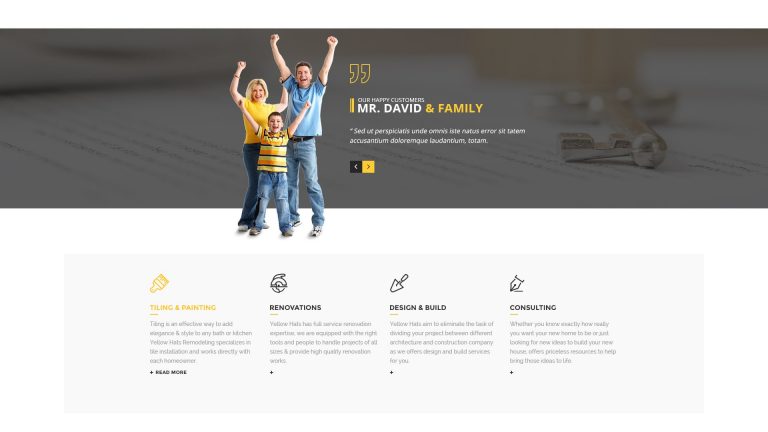 OUR HAPPY CUSTOMERS
MR. DAVID & FAMILY
" Sed ut perspiciatis unde omnis iste natus error sit tatem
accusantium doloremque laudantium, totam.
TILING & PAINTING
Tiling is an effective way to add
elegance & style to any bath or kitchen
Yellow Hats Remodeling specializes in
tile installation and works directly with
each homeowner.
+ READ MORE
RENOVATIONS
Yellow Hats has full service renovation
expertise, we are equipped with the right
tools and people to handle projects of all
sizes & provide high quality renovation
works.
+
DESIGN & BUILD
Yellow Hats aim to eliminate the task of
dividing your project between different
architecture and construction company
as we offers design and build services
for you.
+
CONSULTING
Whether you know exactly how really
you want your new home to be or just
looking for new ideas to build your new
house, offers priceless resources to help
bring those ideas to life.
+